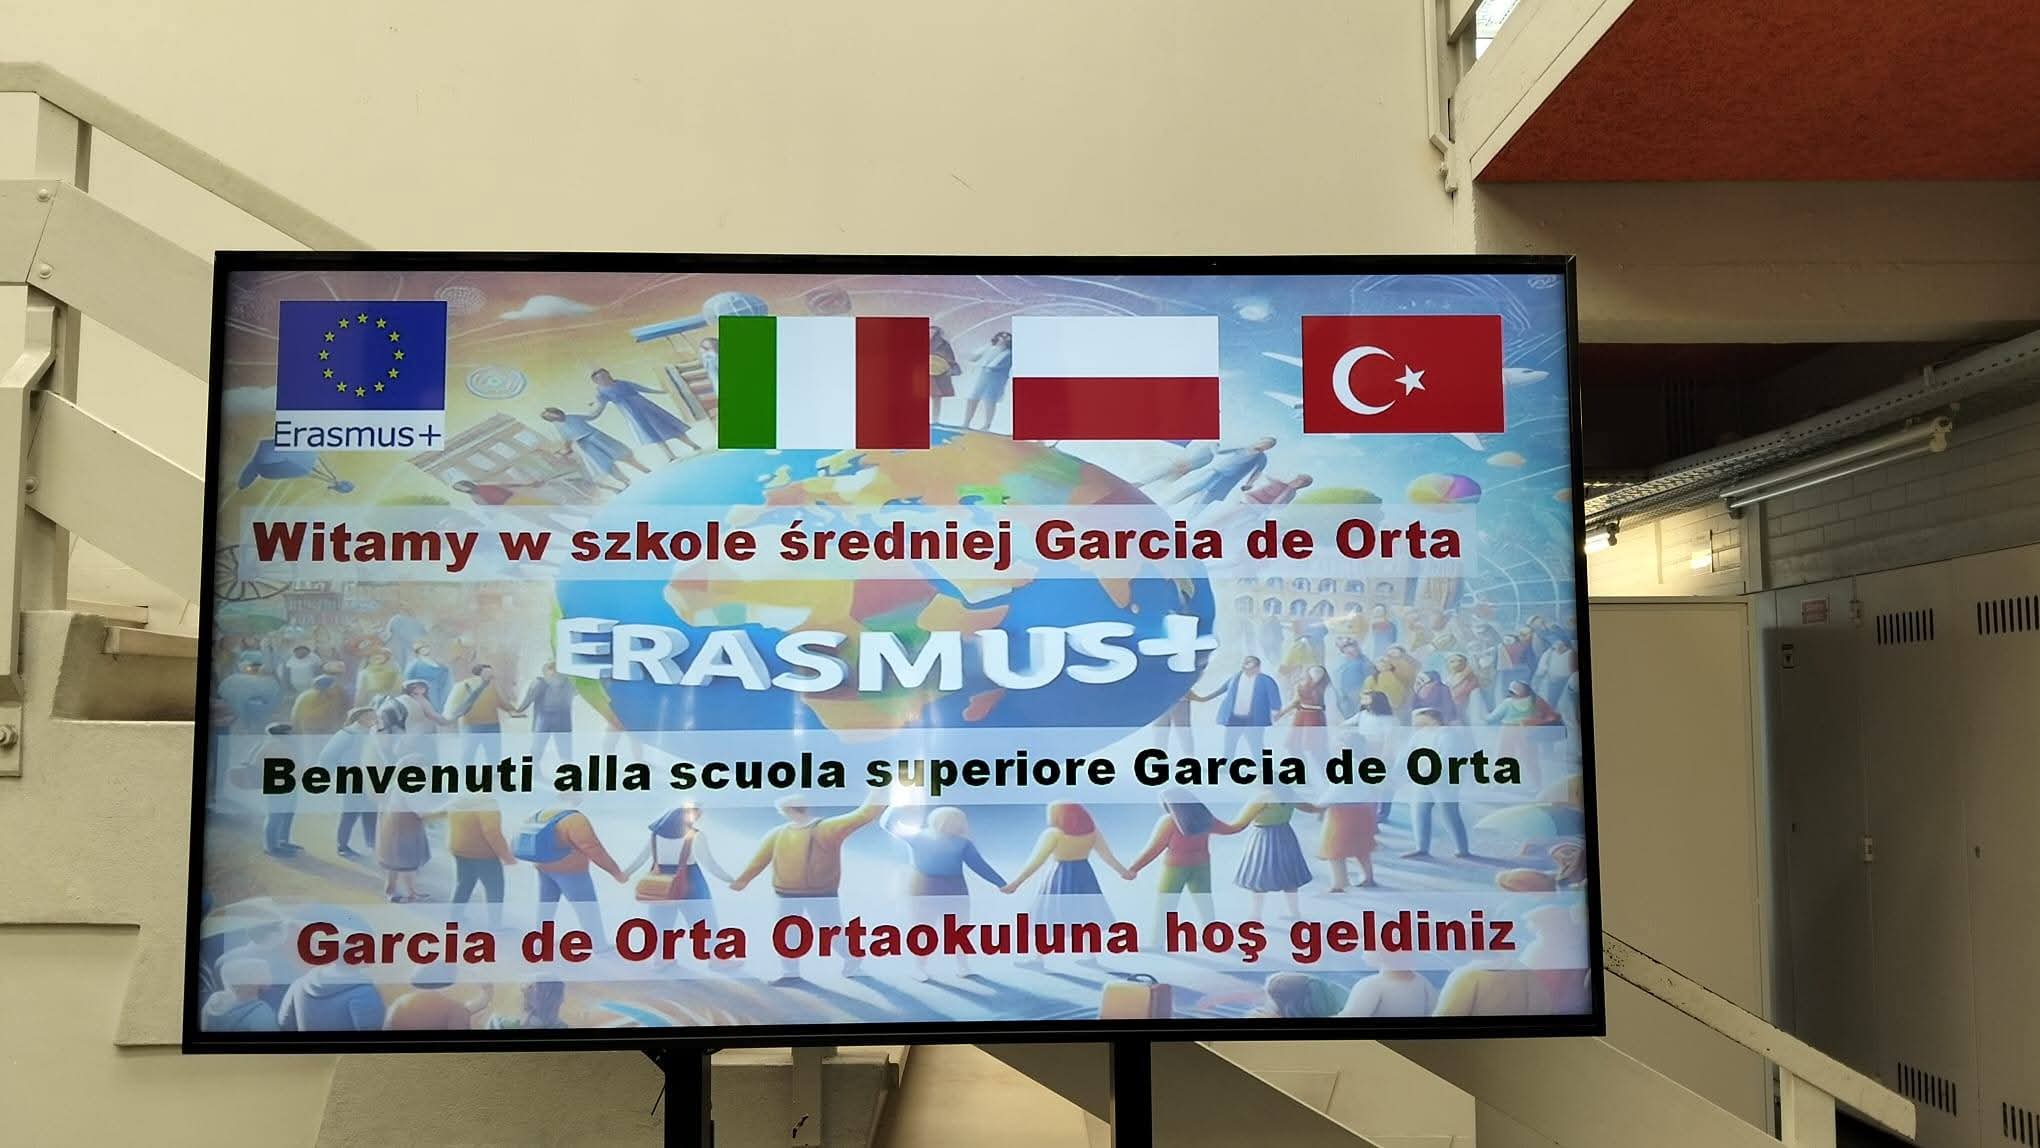 Erasmus+
Witamy w szkole średniej Garcia de Orta
ERASMUS+
Benvenuti alla scuola superiore Garcia de Orta
Garcia de Orta Ortaokuluna hoş geldiniz